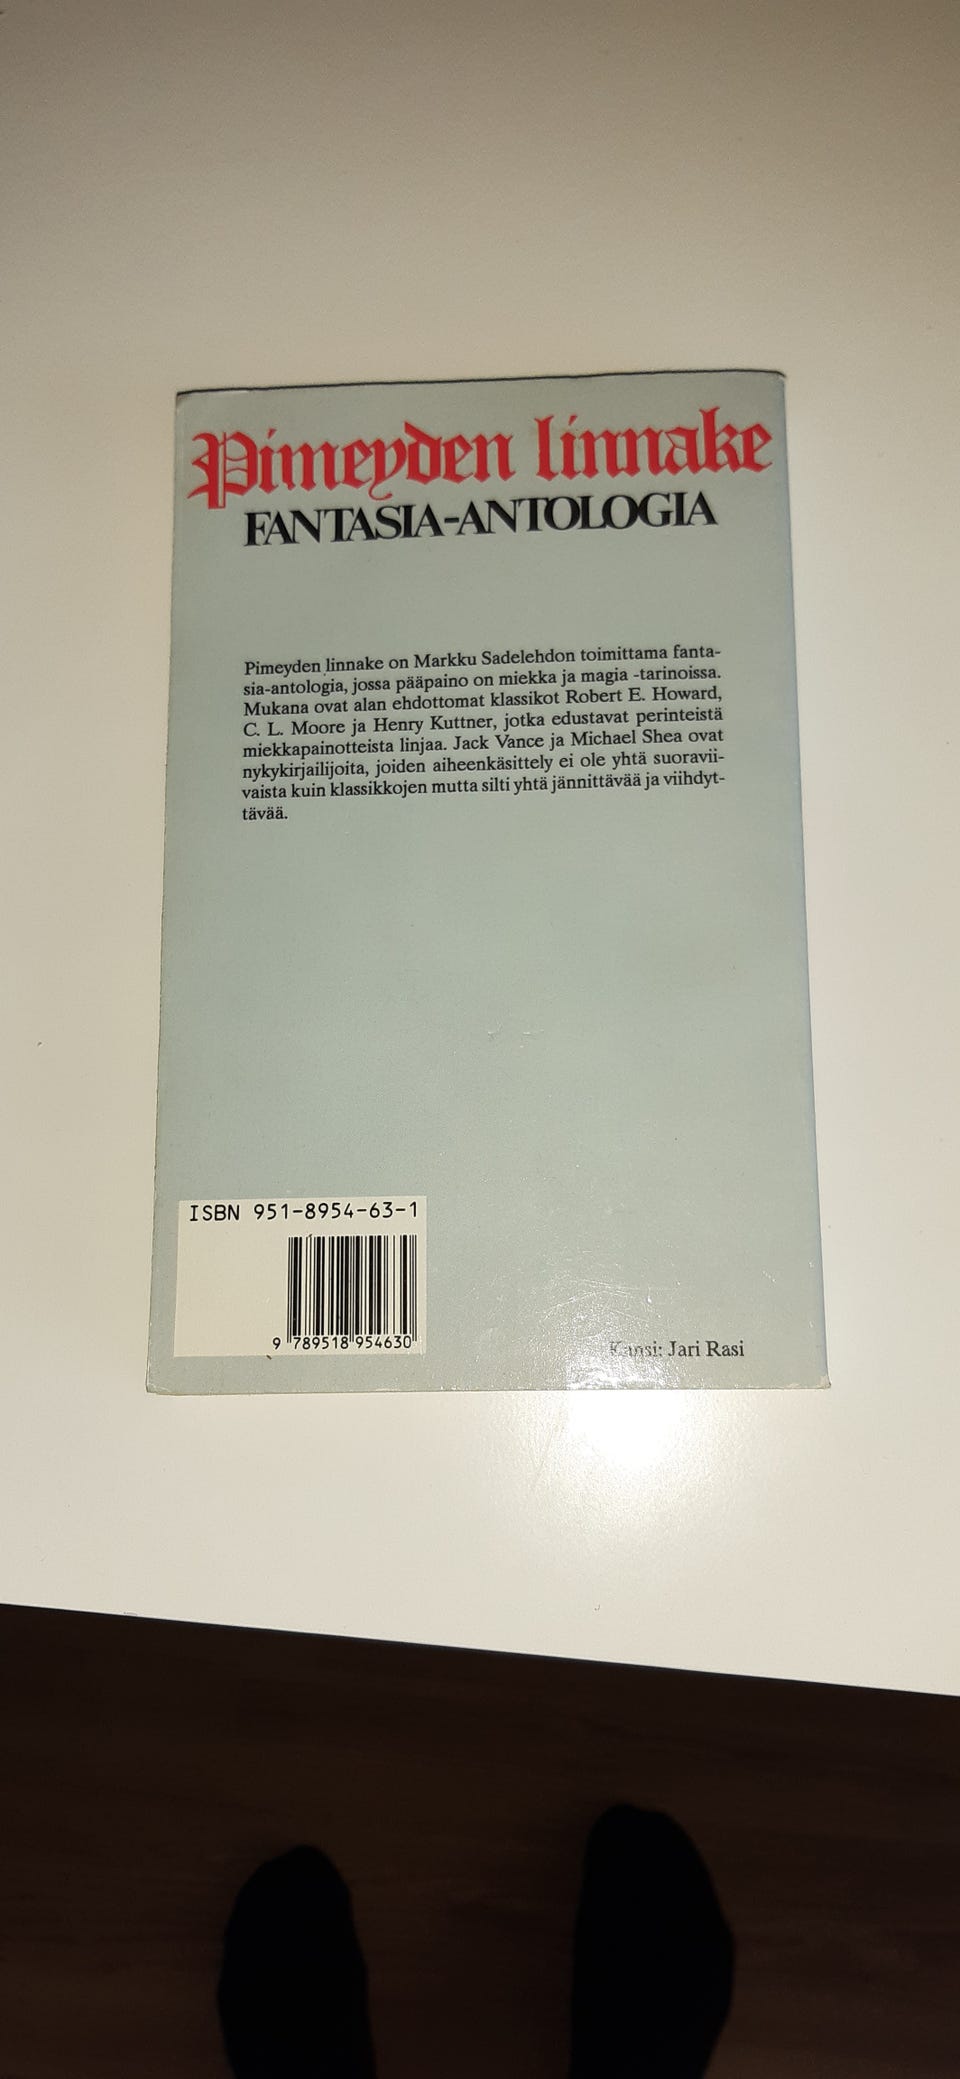 Pimeyden linnake
FANTASIA-ANTOLOGIA
Pimeyden linnake on Markku Sadelehdon toimittama fanta-
sia-antologia, jossa pääpaino on miekka ja magia -tarinoissa.
Mukana ovat alan ehdottomat klassikot Robert E. Howard,
C. L. Moore ja Henry Kuttner, jotka edustavat perinteistä
miekkapainotteista linjaa. Jack Vance ja Michael Shea ovat
nykykirjailijoita, joiden aiheenkäsittely ei ole yhtä suoravii-
vaista kuin klassikkojen mutta silti yhtä jännittävää ja viihdyt-
tävää.
ISBN 951-8954-63-1
9 789518 954630
Kansi: Jari Rasi